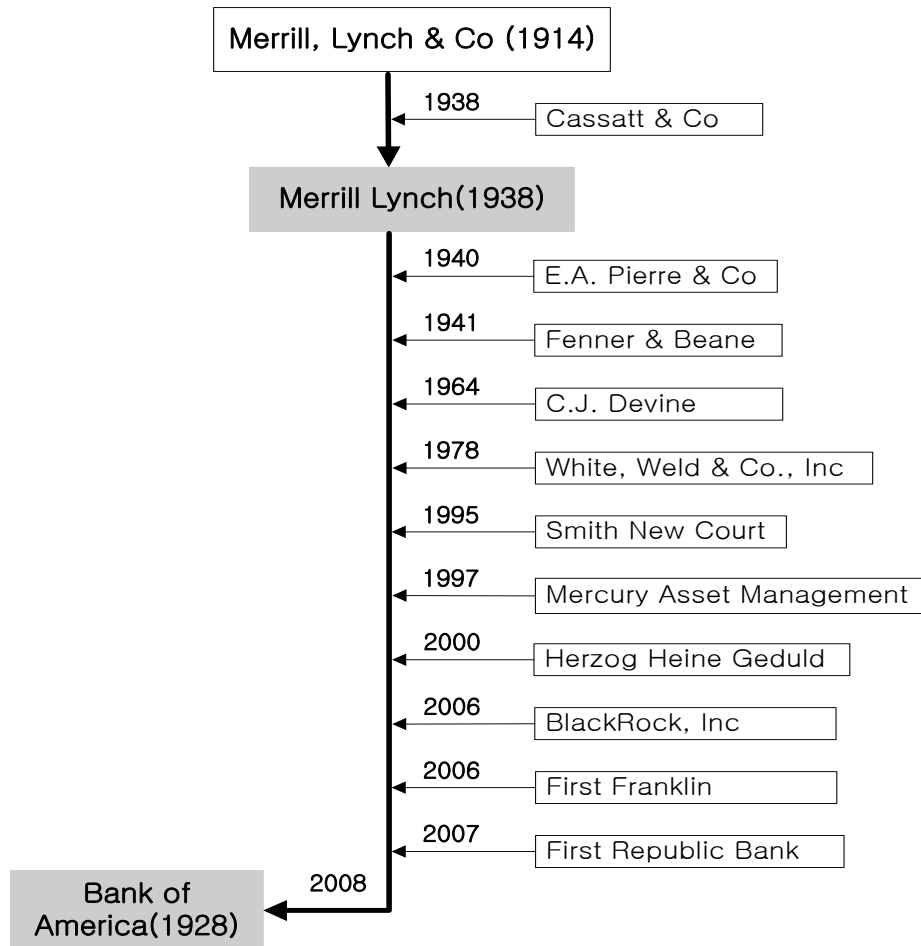 Merrill, Lynch & Co (1914)
1938
Cassatt & Co
Merrill Lynch(1938)
1940
E.A. Pierre & Co
1941
Fenner & Beane
1964
C.J. Devine
1978
White, Weld & Co., Inc
1995
Smith New Court
1997
Mercury Asset Management
2000
Herzog Heine Geduld
2006
BlackRock, Inc
2006
First Franklin
2007
First Republic Bank
2008
Bank of
America(1928)